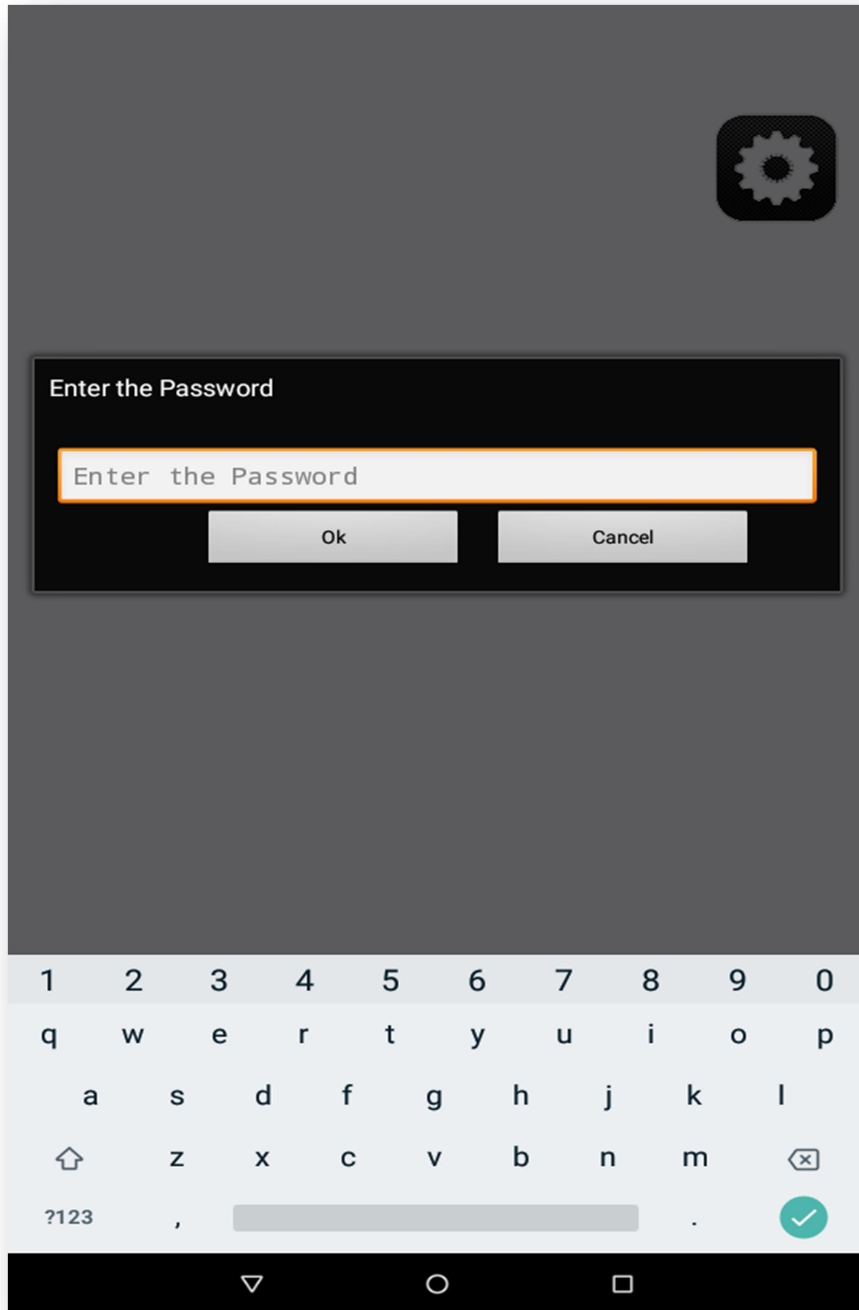 Enter the Password
Enter the Password
Ok Cancel
1 2 3 4 5 6 7 8 9 0
q w e r t y u i o p
a s d f g h j k l
z x c v b n m
?123 , .